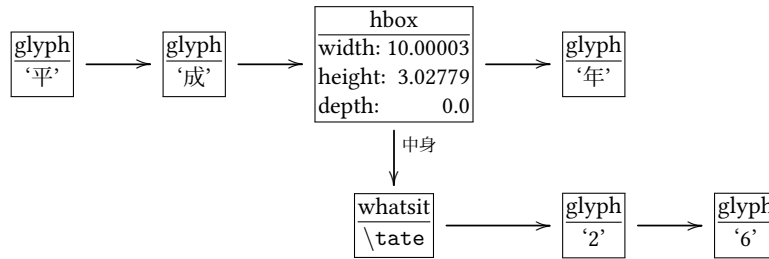 glyph
‘平’
glyph
‘成’
hbox
width: 10.00003
height: 3.02779
depth: 0.0
glyph
‘年’
中身
whatsit
\tate
glyph
‘2’
glyph
‘6’